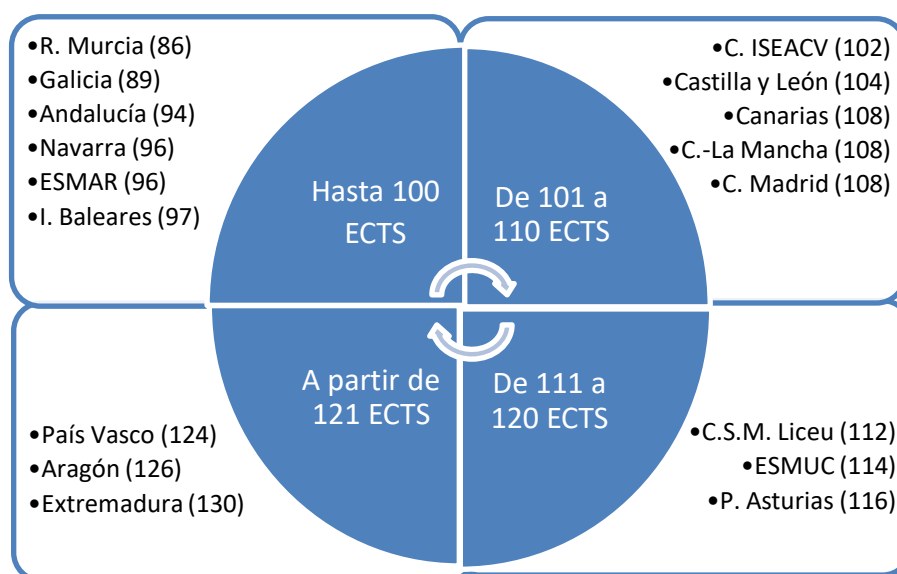 •R. Murcia (86)
•Galicia (89)
•Andalucía (94)
•Navarra (96)
•ESMAR (96)
•I. Baleares (97)
Hasta 100
ECTS
•C. ISEACV (102)
•Castilla y León (104)
•Canarias (108)
•C.-La Mancha (108)
•C. Madrid (108)
De 101 a
110 ECTS
A partir de
121 ECTS
•País Vasco (124)
•Aragón (126)
•Extremadura (130)
De 111 a
120 ECTS
•C.S.M. Liceu (112)
•ESMUC (114)
•P. Asturias (116)